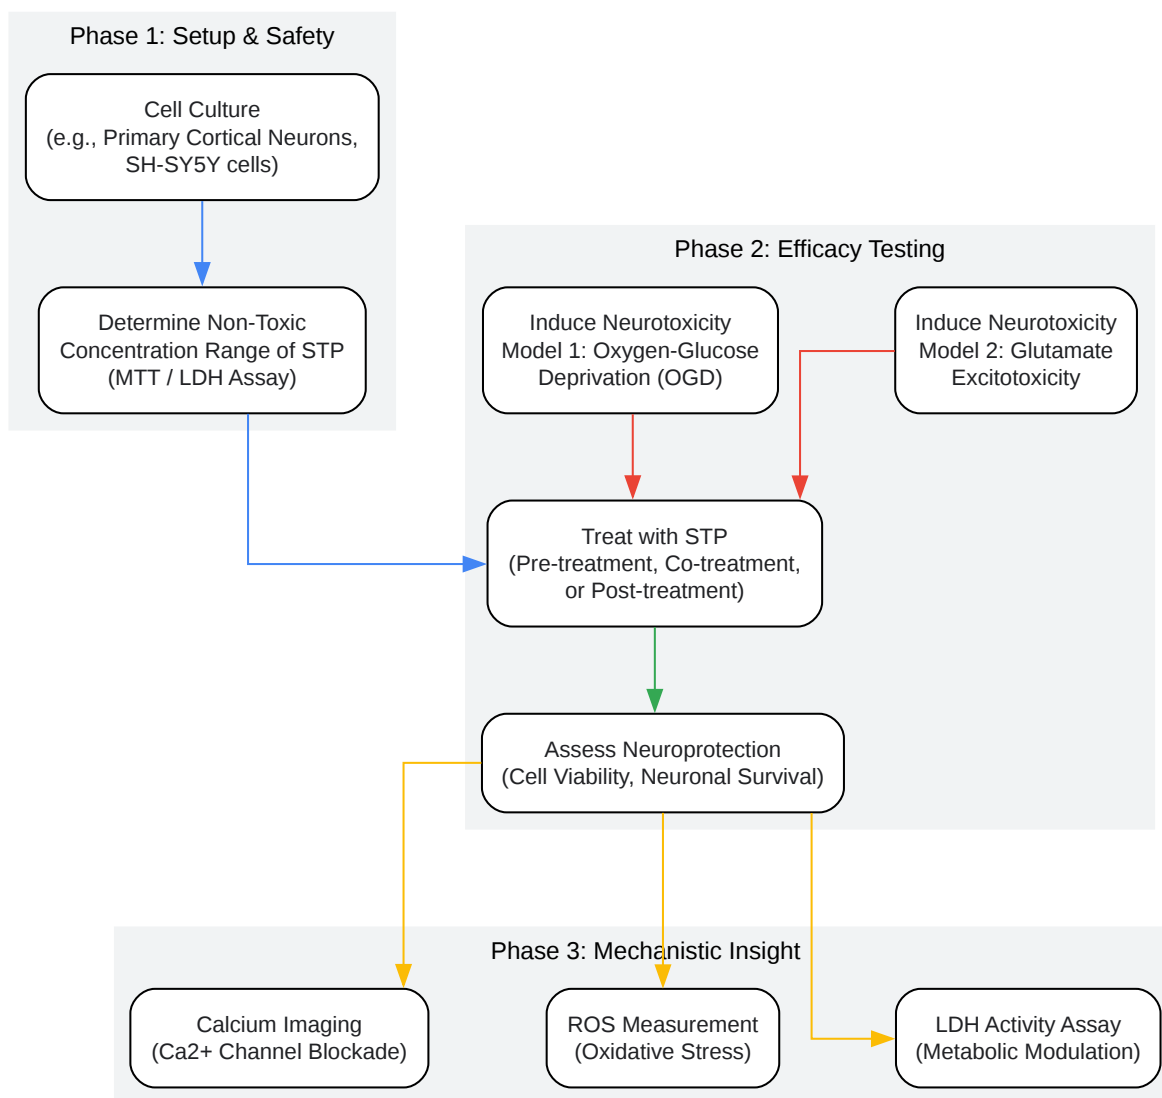 Phase 1: Setup & Safety
Cell Culture
(e.g., Primary Cortical Neurons,
SH-SY5Y cells)
Determine Non-Toxic
Concentration Range of STP
(MTT / LDH Assay)
Phase 2: Efficacy Testing
Induce Neurotoxicity
Model 1: Oxygen-Glucose
Deprivation (OGD)
Induce Neurotoxicity
Model 2: Glutamate
Excitotoxicity
Treat with STP
(Pre-treatment, Co-treatment,
or Post-treatment)
Assess Neuroprotection
(Cell Viability, Neuronal Survival)
Phase 3: Mechanistic Insight
Calcium Imaging
(Ca2+ Channel Blockade)
ROS Measurement
(Oxidative Stress)
LDH Activity Assay
(Metabolic Modulation)